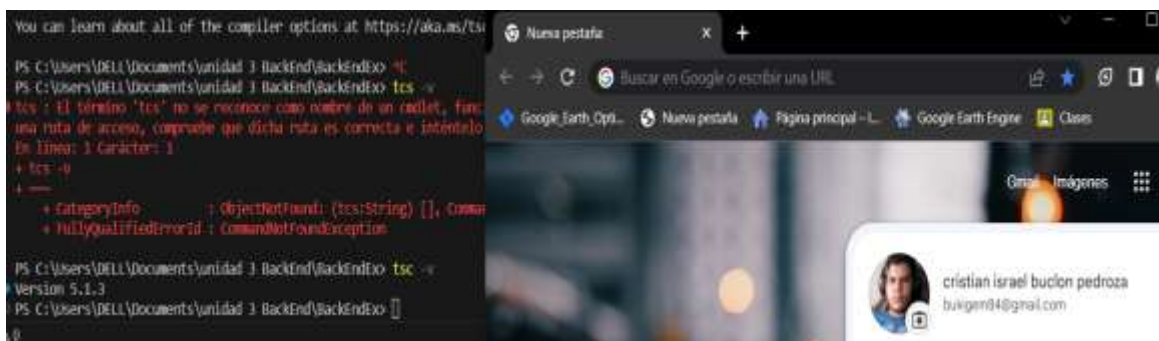 You can learn about all of the compiler options at https://aka.ms/tsc
PS C:\Users\DELL\Documents\unidad 3 BackEnd\BackEndEx> ^C
PS C:\Users\DELL\Documents\unidad 3 BackEnd\BackEndEx> tcs -v
tcs : El término 'tcs' no se reconoce como nombre de un cmdlet, func
una ruta de acceso, compruebe que dicha ruta es correcta e inténtelo
En línea: 1 Carácter: 1
+ tcs -v
+ ~~~
+ CategoryInfo : ObjectNotFound: (tcs:String) [], Comman
+ FullyQualifiedErrorId : CommandNotFoundException
PS C:\Users\DELL\Documents\unidad 3 BackEnd\BackEndEx> tsc -v
Version 5.1.3
PS C:\Users\DELL\Documents\unidad 3 BackEnd\BackEndEx>
Nueva pestaña
Buscar en Google o escribir una URL
Google_Earth_Opti... Nueva pestaña Página principal – L... Google Earth Engine Clases
Gmail Imágenes
cristian israel bucion pedroza